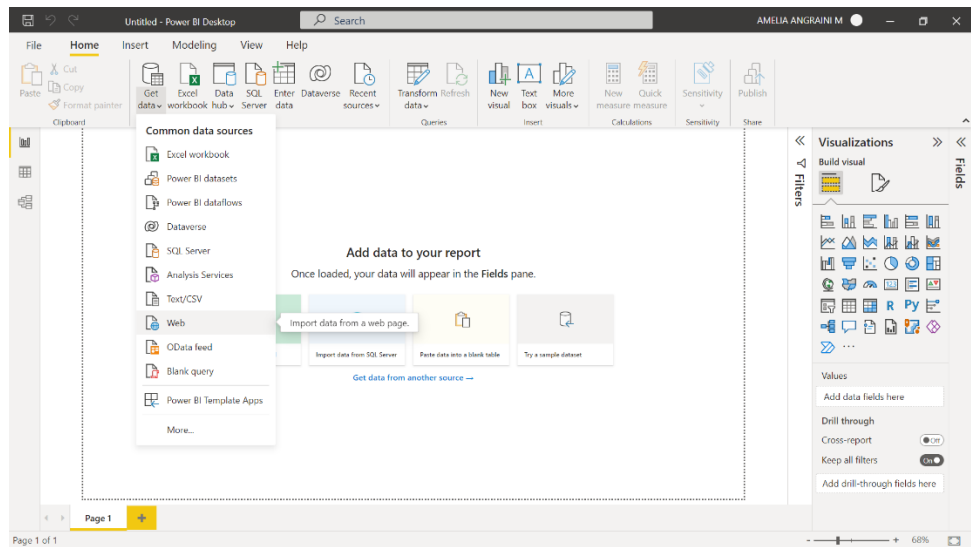 Untitled - Power BI Desktop
Search
AMELIA ANGRAINI M
File Home Insert Modeling View Help
Paste
Cut
Copy
Format painter
Clipboard
Get data
Excel workbook
Data hub
SQL Server
Enter data
Dataverse
Recent sources
Transform data
Refresh
Queries
New visual
Text box
More visuals
Insert
New measure
Quick measure
Calculations
Sensitivity
Sensitivity
Publish
Share
Common data sources
Excel workbook
Power BI datasets
Power BI dataflows
Dataverse
SQL Server
Analysis Services
Text/CSV
Web
OData feed
Blank query
Power BI Template Apps
More...
Import data from a web page.
Add data to your report
Once loaded, your data will appear in the Fields pane.
Import data from SQL Server
Paste data into a blank table
Try a sample dataset
Get data from another source →
Filters
Visualizations
Build visual
123
R
Py
Values
Add data fields here
Drill through
Cross-report
Off
Keep all filters
On
Add drill-through fields here
Fields
Page 1
Page 1 of 1
68%